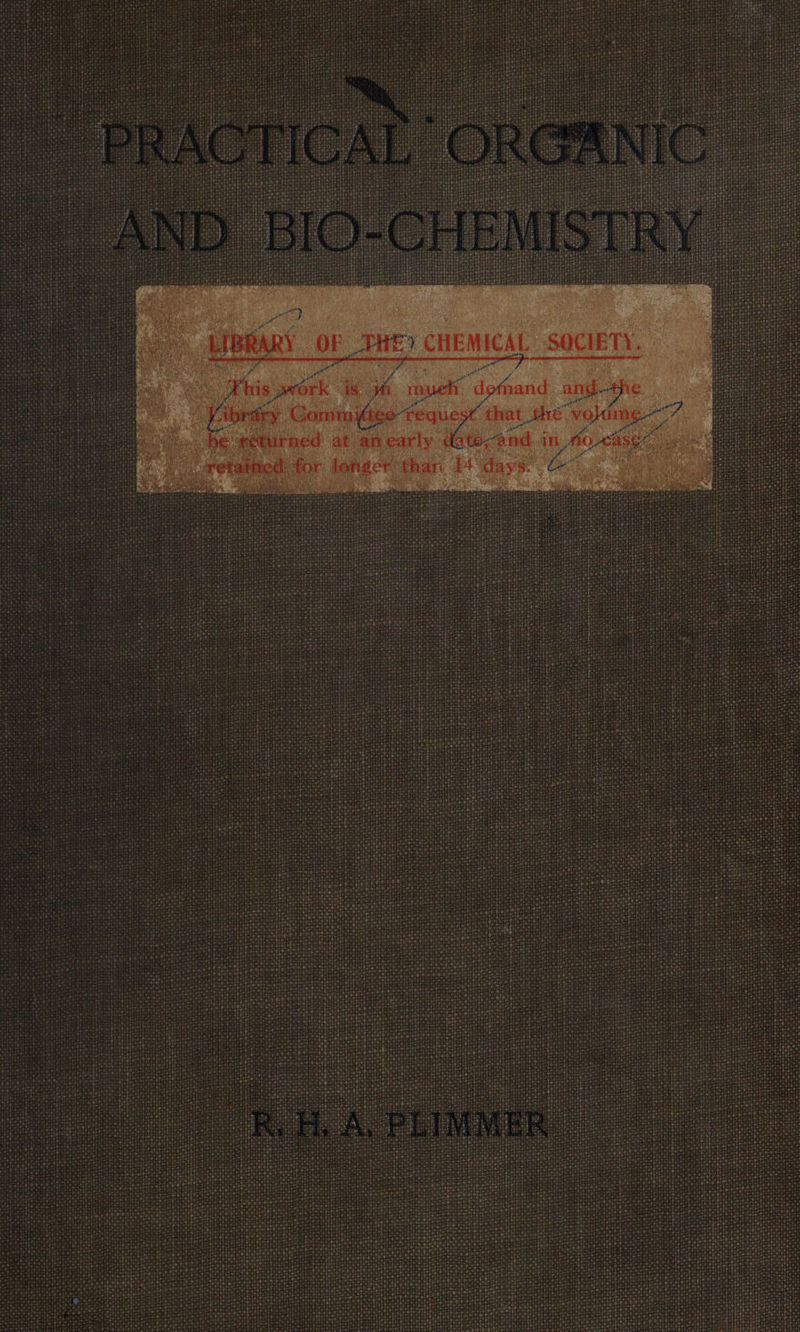 PRACTICAL ORGANIC
AND BIO-CHEMISTRY
LIBRARY OF THE CHEMICAL SOCIETY.
This work is in much demand and the
Library Committee request that the volume
be returned at an early date, and in no case
retained for longer than 14 days.
R. H. A. PLIMMER